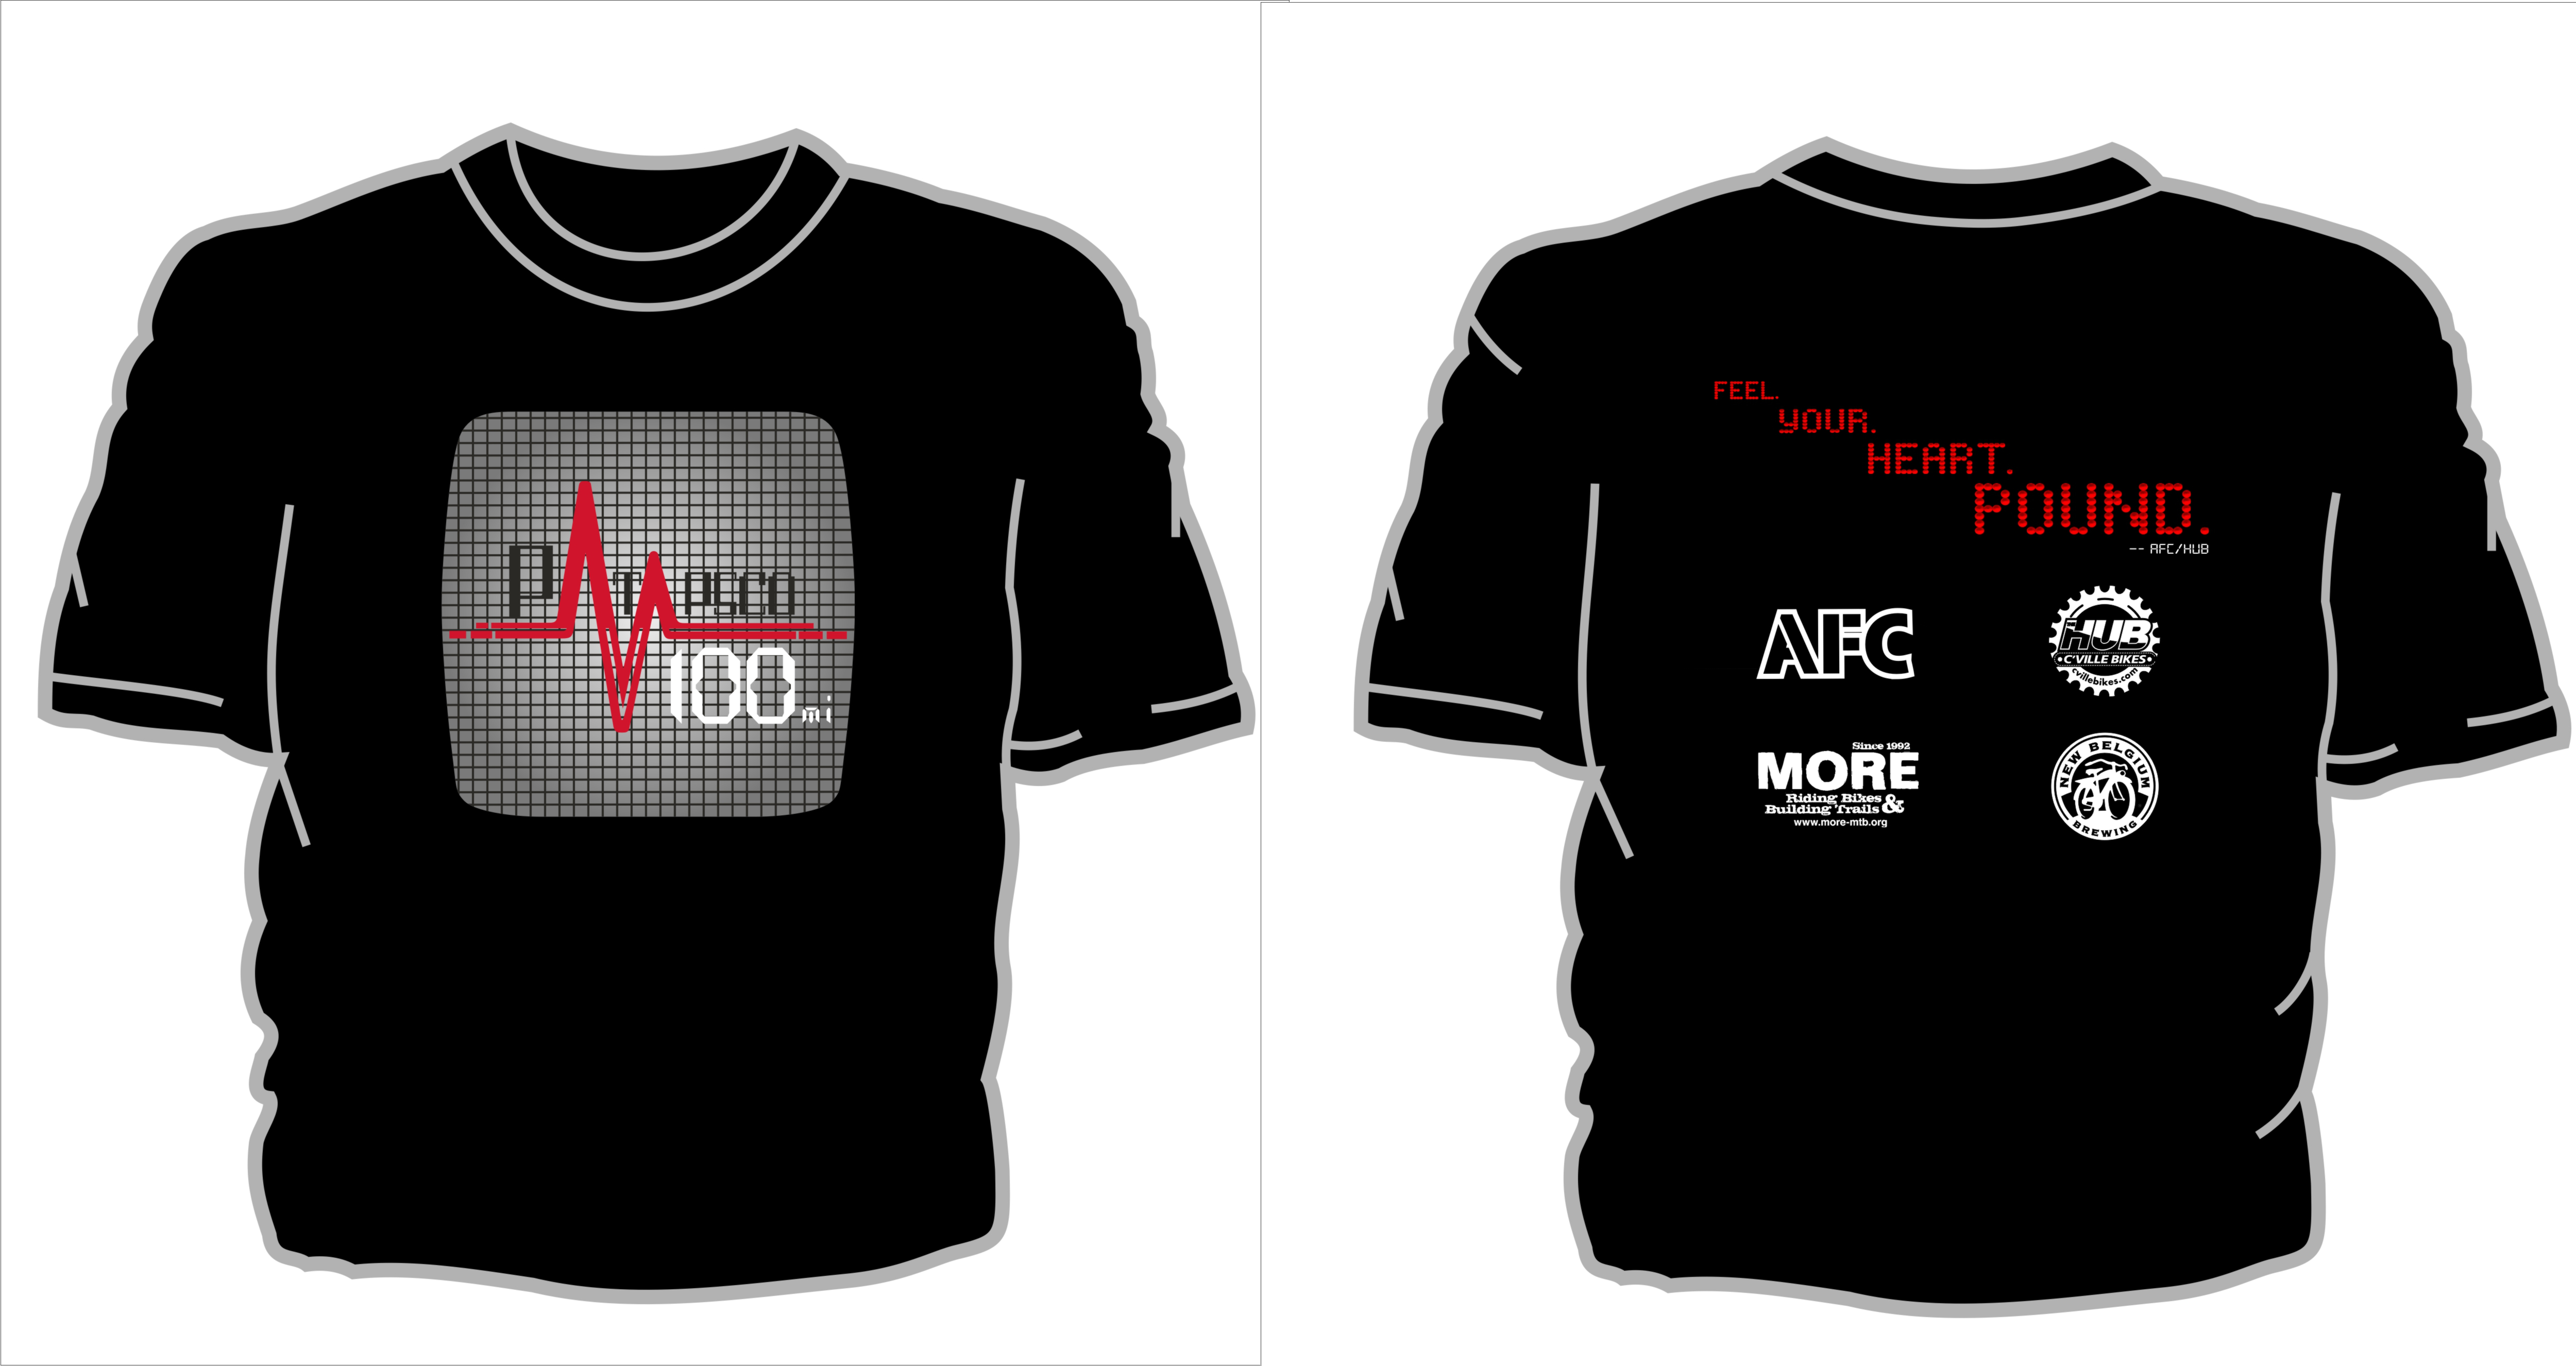 PATAPSCO
100 mi
FEEL.
YOUR.
HEART.
POUND.
-- AFC/HUB
AFC
HUB
C'VILLE BIKES
cvillebikes.com
Since 1992
MORE
Riding Bikes &
Building Trails
www.more-mtb.org
NEW BELGIUM
BREWING